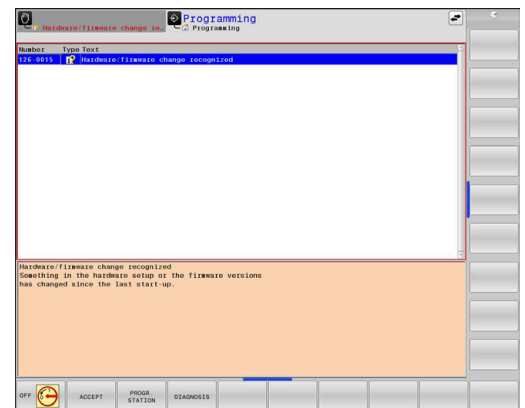 Hardware/firmware change re…
Programming
Programming
Number Type Text
126-0015 Hardware/firmware change recognized
Hardware/firmware change recognized
Something in the hardware setup or the firmware versions
has changed since the last start-up.
OFF
ACCEPT
PROGR.
STATION
DIAGNOSIS